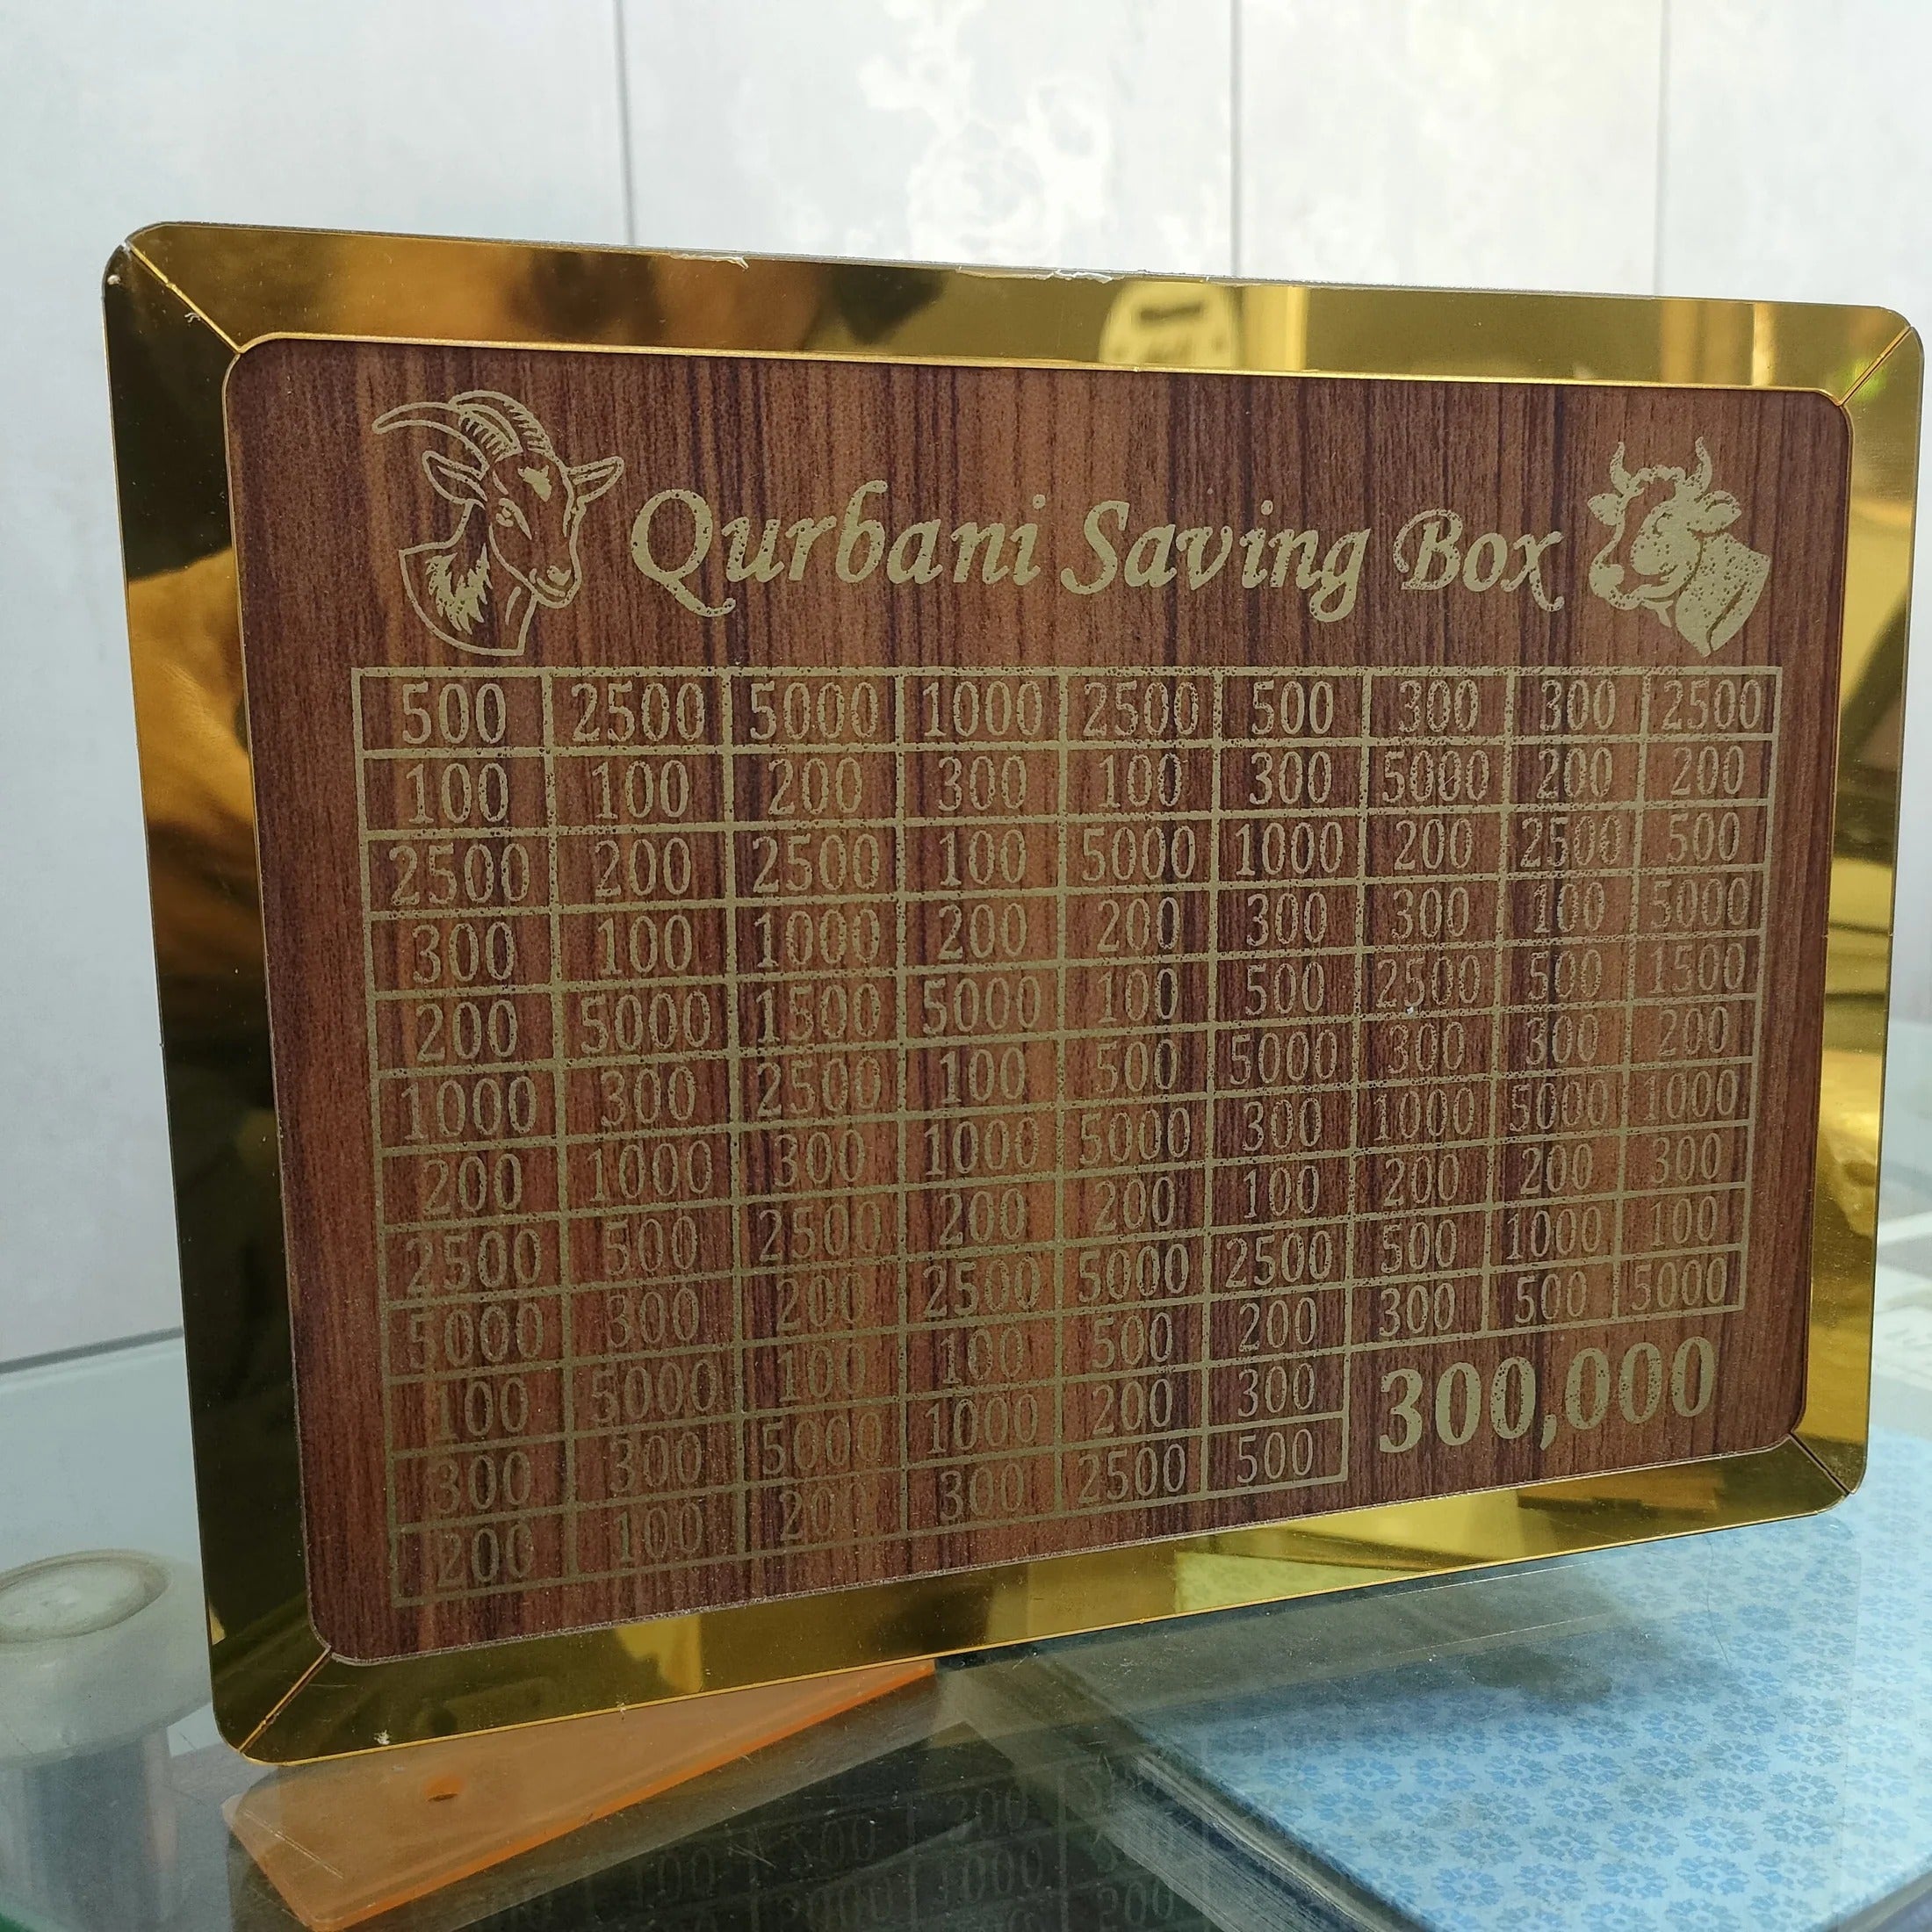 Qurbani Saving Box
500 2500 5000 1000 2500 500 300 300 2500
100 100 200 300 100 300 5000 200 200
2500 200 2500 100 5000 1000 200 2500 500
300 100 1000 200 200 300 300 100 5000
200 5000 1500 5000 100 500 2500 500 1500
1000 300 2500 100 500 5000 300 300 200
200 1000 300 1000 5000 300 1000 5000 1000
2500 500 2500 200 200 100 200 200 300
5000 300 200 2500 5000 2500 500 1000 100
100 5000 100 100 500 200 300 500 5000
300 300 5000 1000 200 300
200 100 200 300 2500 500
300,000